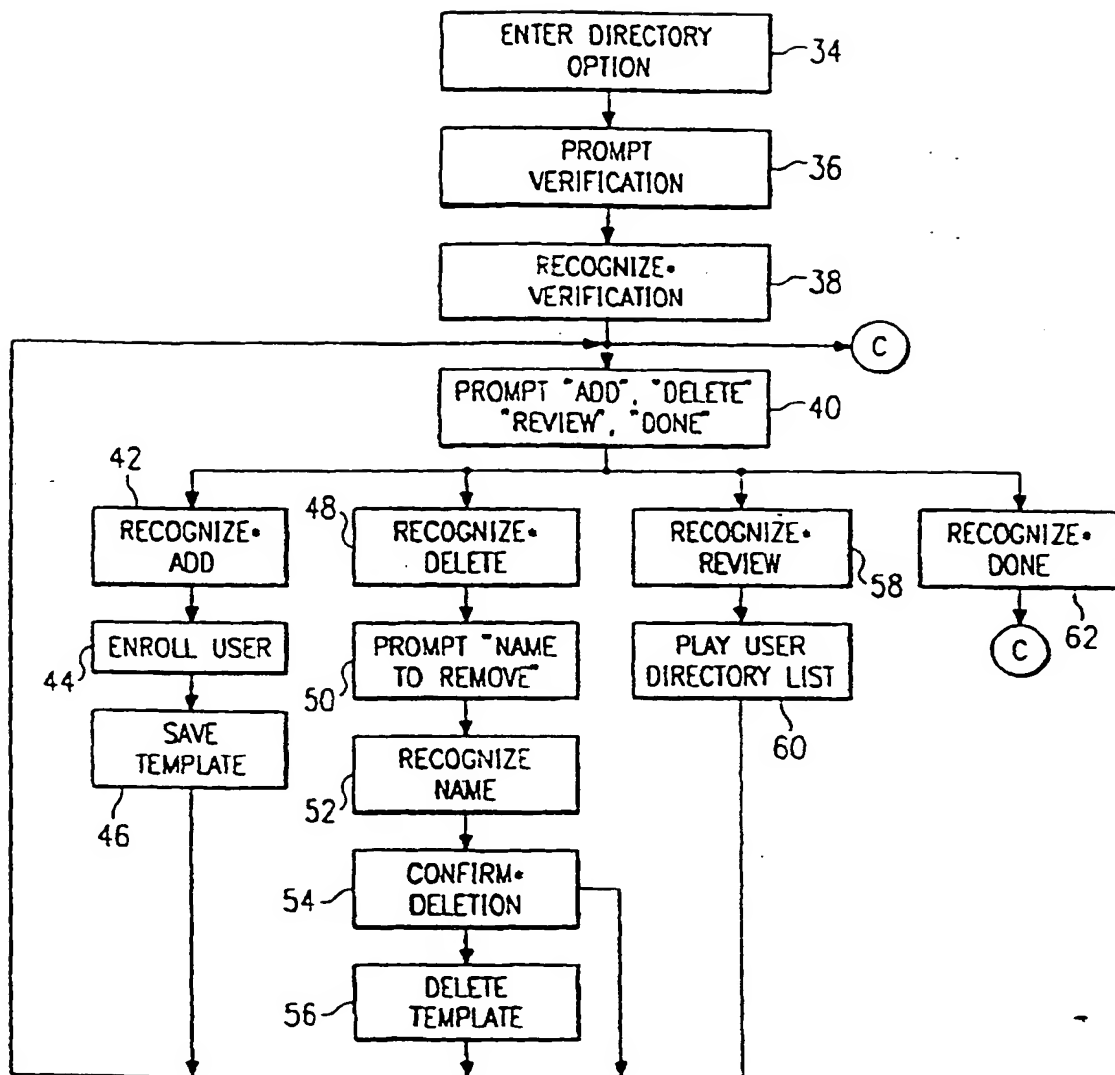 ENTER DIRECTORY
OPTION
34
PROMPT
VERIFICATION
36
RECOGNIZE*
VERIFICATION
38
C
PROMPT "ADD", "DELETE"
"REVIEW", "DONE"
40
42
RECOGNIZE*
ADD
48
RECOGNIZE*
DELETE
RECOGNIZE*
REVIEW
58
RECOGNIZE*
DONE
62
ENROLL USER
44
PROMPT "NAME
TO REMOVE"
50
PLAY USER
DIRECTORY LIST
60
C
SAVE
TEMPLATE
46
RECOGNIZE
NAME
52
CONFIRM*
DELETION
54
DELETE
TEMPLATE
56